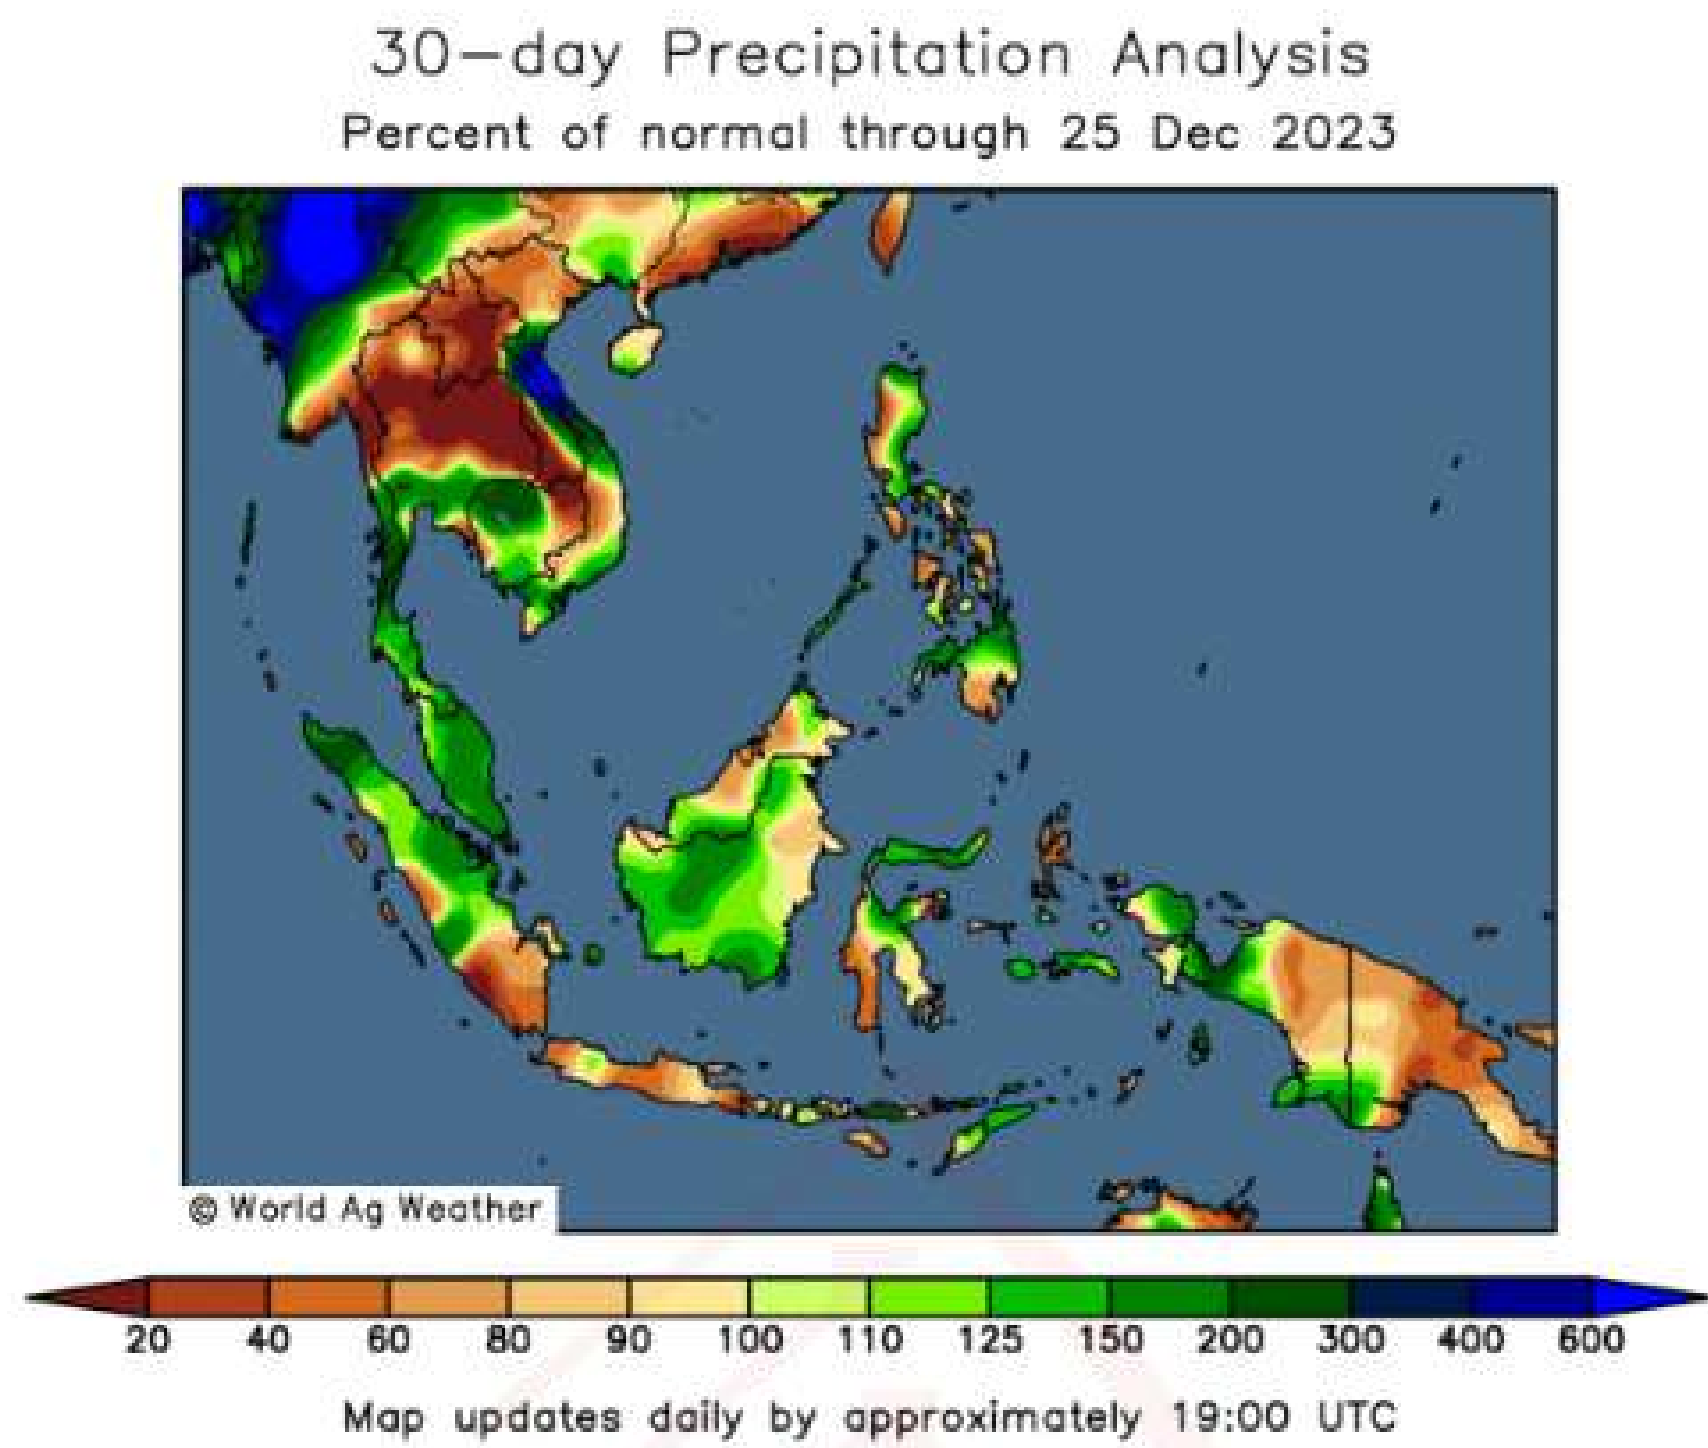 30-day Precipitation Analysis
Percent of normal through 25 Dec 2023
© World Ag Weather
20 40 60 80 90 100 110 125 150 200 300 400 600
Map updates daily by approximately 19:00 UTC